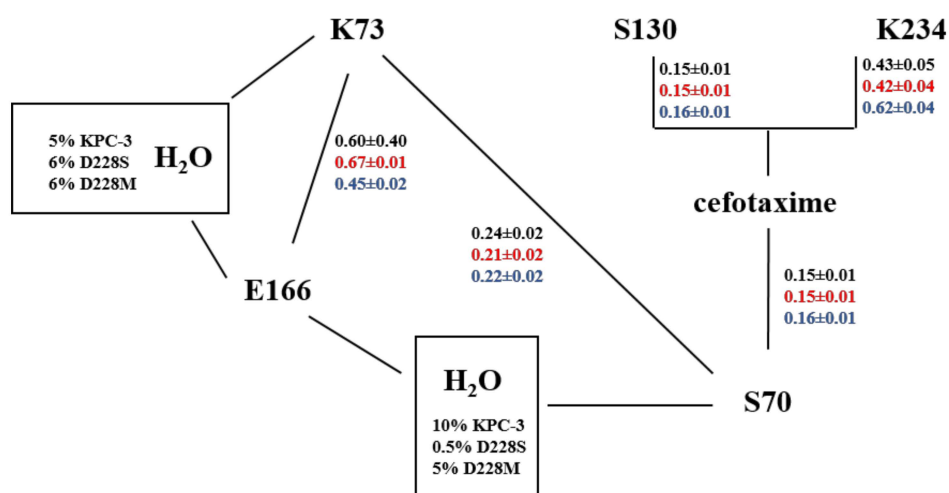 K73
S130
K234
0.15±0.01
0.15±0.01
0.16±0.01
0.43±0.05
0.42±0.04
0.62±0.04
5% KPC-3
6% D228S
6% D228M
H₂O
0.60±0.40
0.67±0.01
0.45±0.02
cefotaxime
0.24±0.02
0.21±0.02
0.22±0.02
E166
0.15±0.01
0.15±0.01
0.16±0.01
H₂O
10% KPC-3
0.5% D228S
5% D228M
S70